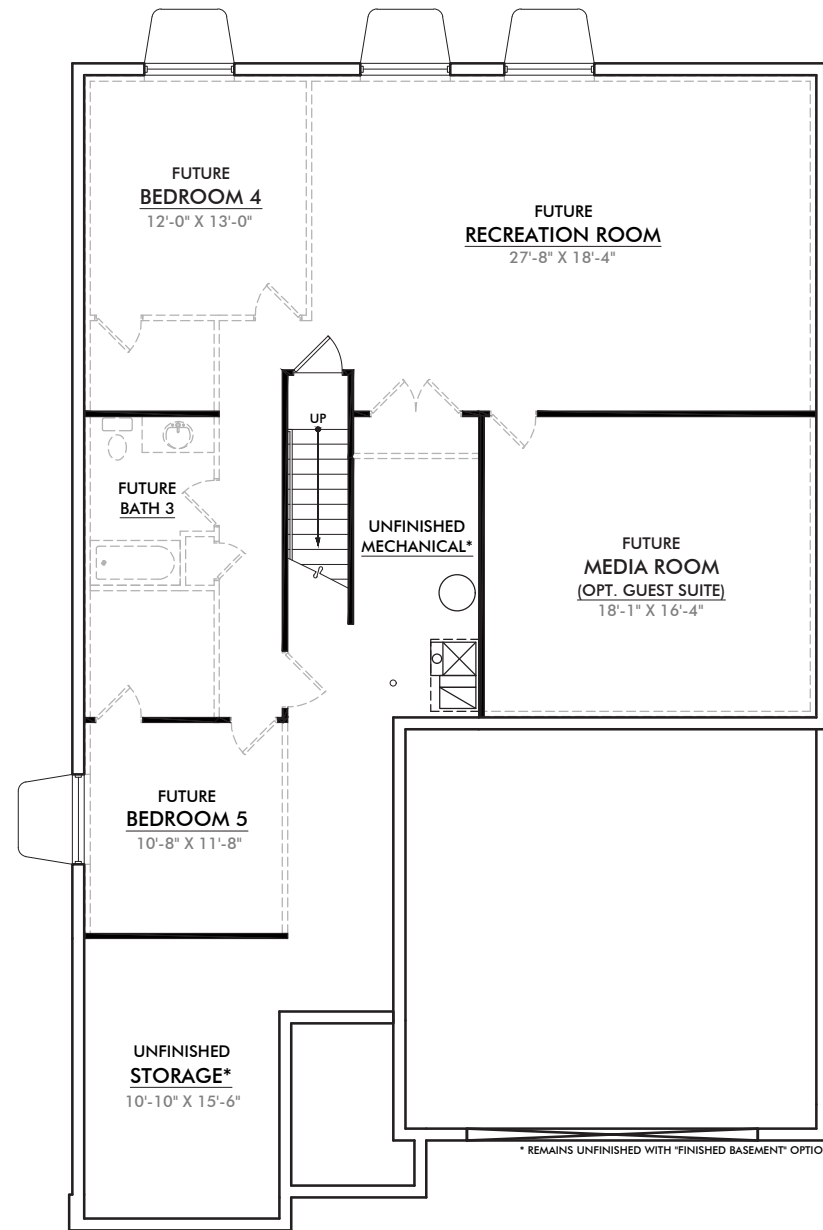 FUTURE
BEDROOM 4
12'-0" X 13'-0"
FUTURE
RECREATION ROOM
27'-8" X 18'-4"
UP
FUTURE
BATH 3
UNFINISHED
MECHANICAL*
FUTURE
MEDIA ROOM
(OPT. GUEST SUITE)
18'-1" X 16'-4"
FUTURE
BEDROOM 5
10'-8" X 11'-8"
UNFINISHED
STORAGE*
10'-10" X 15'-6"
* REMAINS UNFINISHED WITH "FINISHED BASEMENT" OPTIO